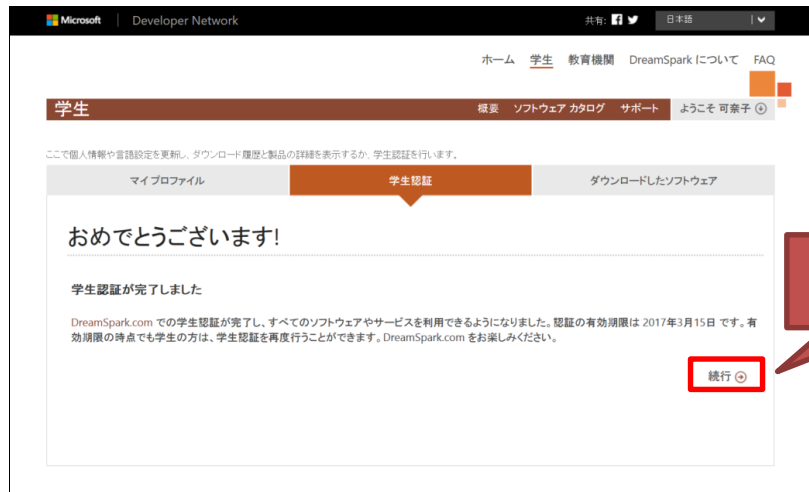 Microsoft Developer Network 共有: 日本語
ホーム 学生 教育機関 DreamSpark について FAQ
学生 概要 ソフトウェア カタログ サポート ようこそ 可奈子
ここで個人情報や言語設定を更新し、ダウンロード履歴と製品の詳細を表示するか、学生認証を行います。
マイ プロファイル 学生認証 ダウンロードしたソフトウェア
おめでとうございます!
学生認証が完了しました
DreamSpark.com での学生認証が完了し、すべてのソフトウェアやサービスを利用できるようになりました。認証の有効期限は 2017年3月15日 です。有
効期限の時点でも学生の方は、学生認証を再度行うことができます。DreamSpark.com をお楽しみください。
続行